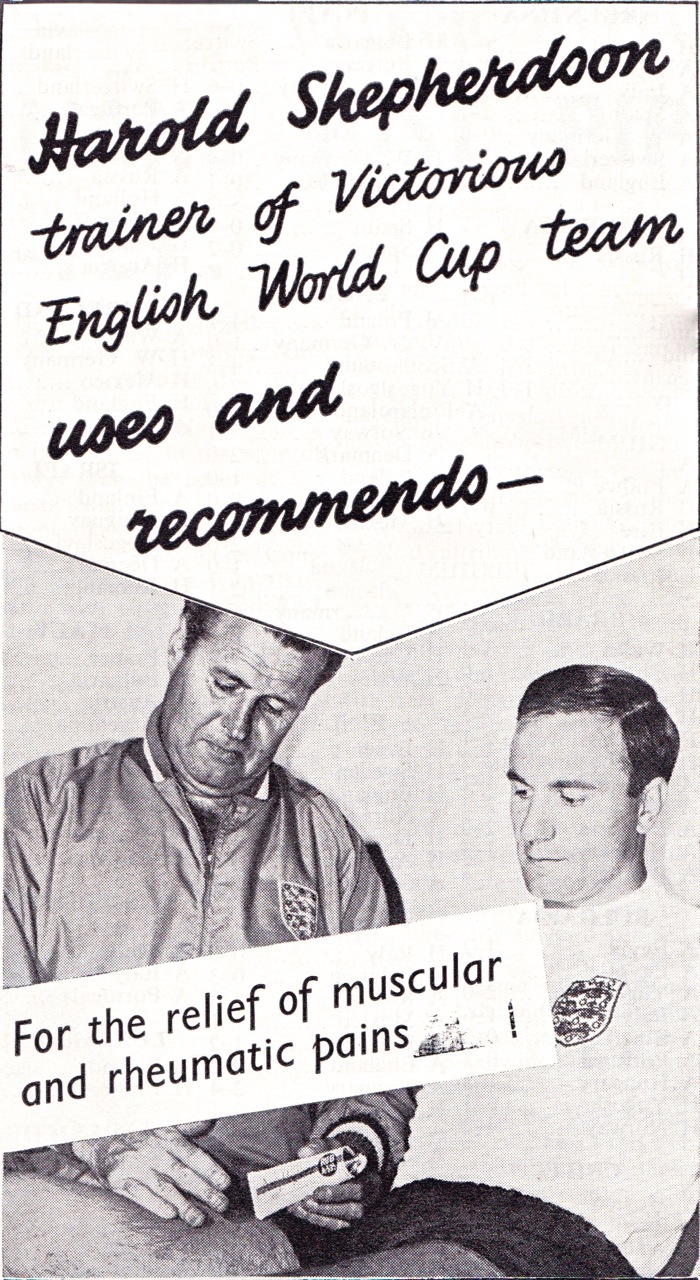 Harold Shepherdson
trainer of Victorious
English World Cup team
uses and
recommends—
For the relief of muscular
and rheumatic pains